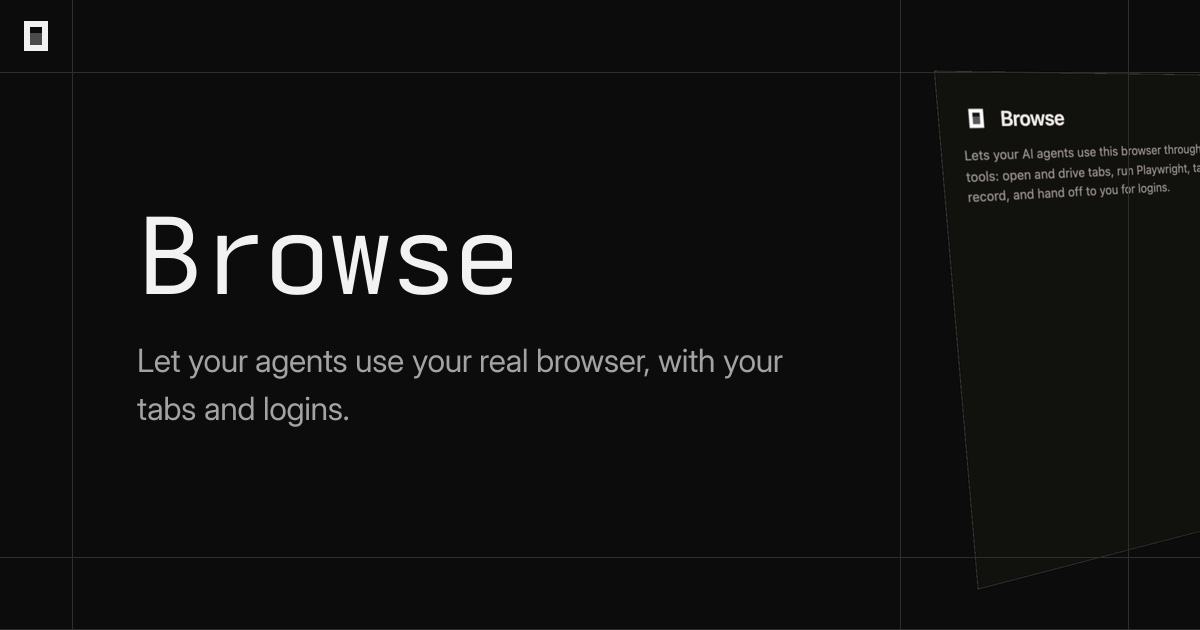 Browse
Let your agents use your real browser, with your
tabs and logins.
Browse
Lets your AI agents use this browser through
tools: open and drive tabs, run Playwright,
record, and hand off to you for logins.